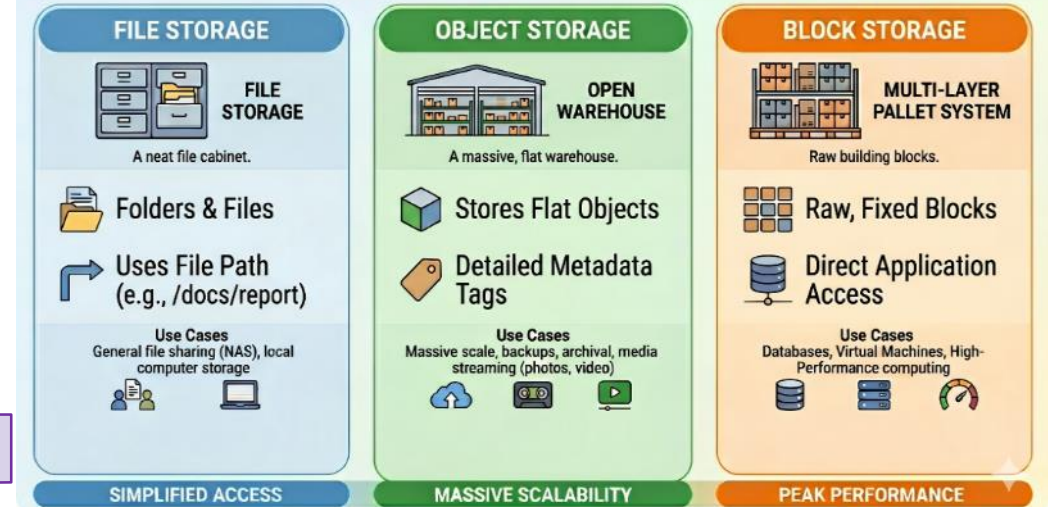 FILE STORAGE
FILE
STORAGE
A neat file cabinet.
Folders & Files
Uses File Path
(e.g., /docs/report)
Use Cases
General file sharing (NAS), local
computer storage
SIMPLIFIED ACCESS
OBJECT STORAGE
OPEN
WAREHOUSE
A massive, flat warehouse.
Stores Flat Objects
Detailed Metadata
Tags
Use Cases
Massive scale, backups, archival, media
streaming (photos, video)
MASSIVE SCALABILITY
BLOCK STORAGE
MULTI-LAYER
PALLET SYSTEM
Raw building blocks.
Raw, Fixed Blocks
Direct Application
Access
Use Cases
Databases, Virtual Machines, High-
Performance computing
PEAK PERFORMANCE